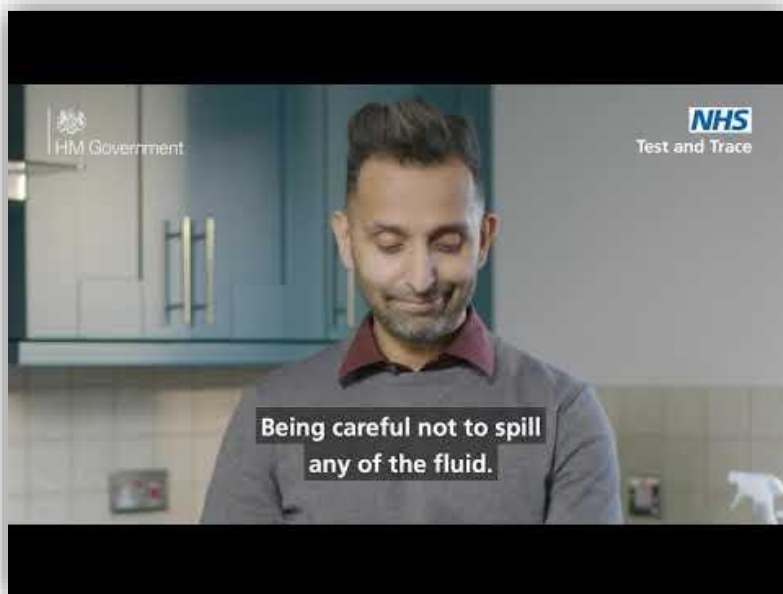 HM Government
NHS
Test and Trace
Being careful not to spill
any of the fluid.